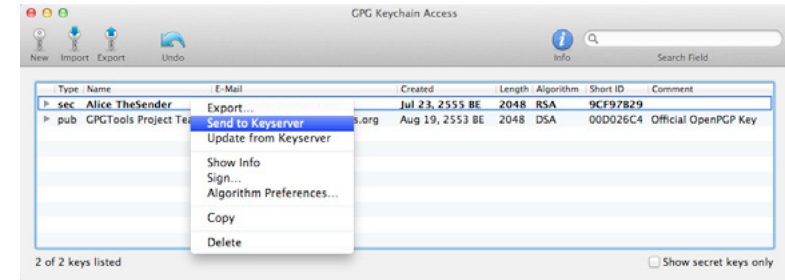 GPG Keychain Access
New Import Export Undo Info Search Field
Type Name E-Mail Created Length Algorithm Short ID Comment
sec Alice TheSender Jul 23, 2555 BE 2048 RSA 9CF97B29
pub GPGTools Project Tea s.org Aug 19, 2553 BE 2048 DSA 00D026C4 Official OpenPGP Key
Export...
Send to Keyserver
Update from Keyserver
Show Info
Sign...
Algorithm Preferences...
Copy
Delete
2 of 2 keys listed Show secret keys only